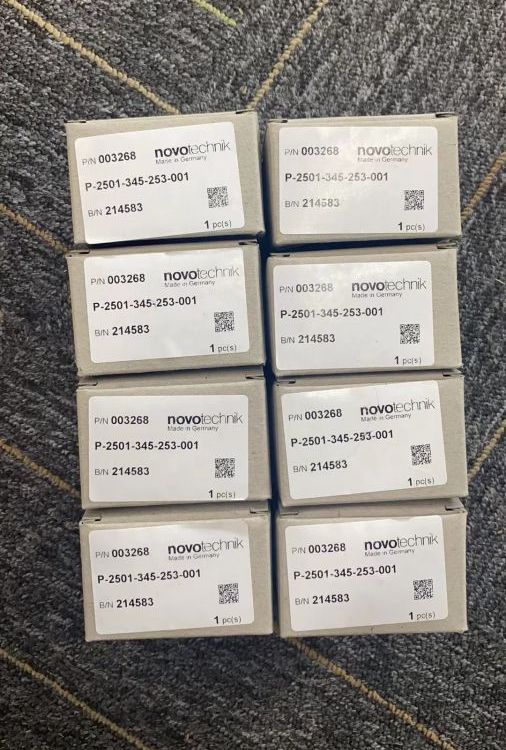 P/N 003268 novotechnik
Made in Germany
P-2501-345-253-001
B/N 214583
1 pc(s)
P/N 003268 novotechnik
Made in Germany
P-2501-345-253-001
B/N 214583
1 pc(s)
P/N 003268 novotechnik
Made in Germany
P-2501-345-253-001
B/N 214583
1 pc(s)
P/N 003268 novotechnik
Made in Germany
P-2501-345-253-001
B/N 214583
1 pc(s)
P/N 003268 novotechnik
Made in Germany
P-2501-345-253-001
B/N 214583
1 pc(s)
P/N 003268 novotechnik
Made in Germany
P-2501-345-253-001
B/N 214583
1 pc(s)
P/N 003268 novotechnik
Made in Germany
P-2501-345-253-001
B/N 214583
1 pc(s)
P/N 003268 novotechnik
Made in Germany
P-2501-345-253-001
B/N 214583
1 pc(s)